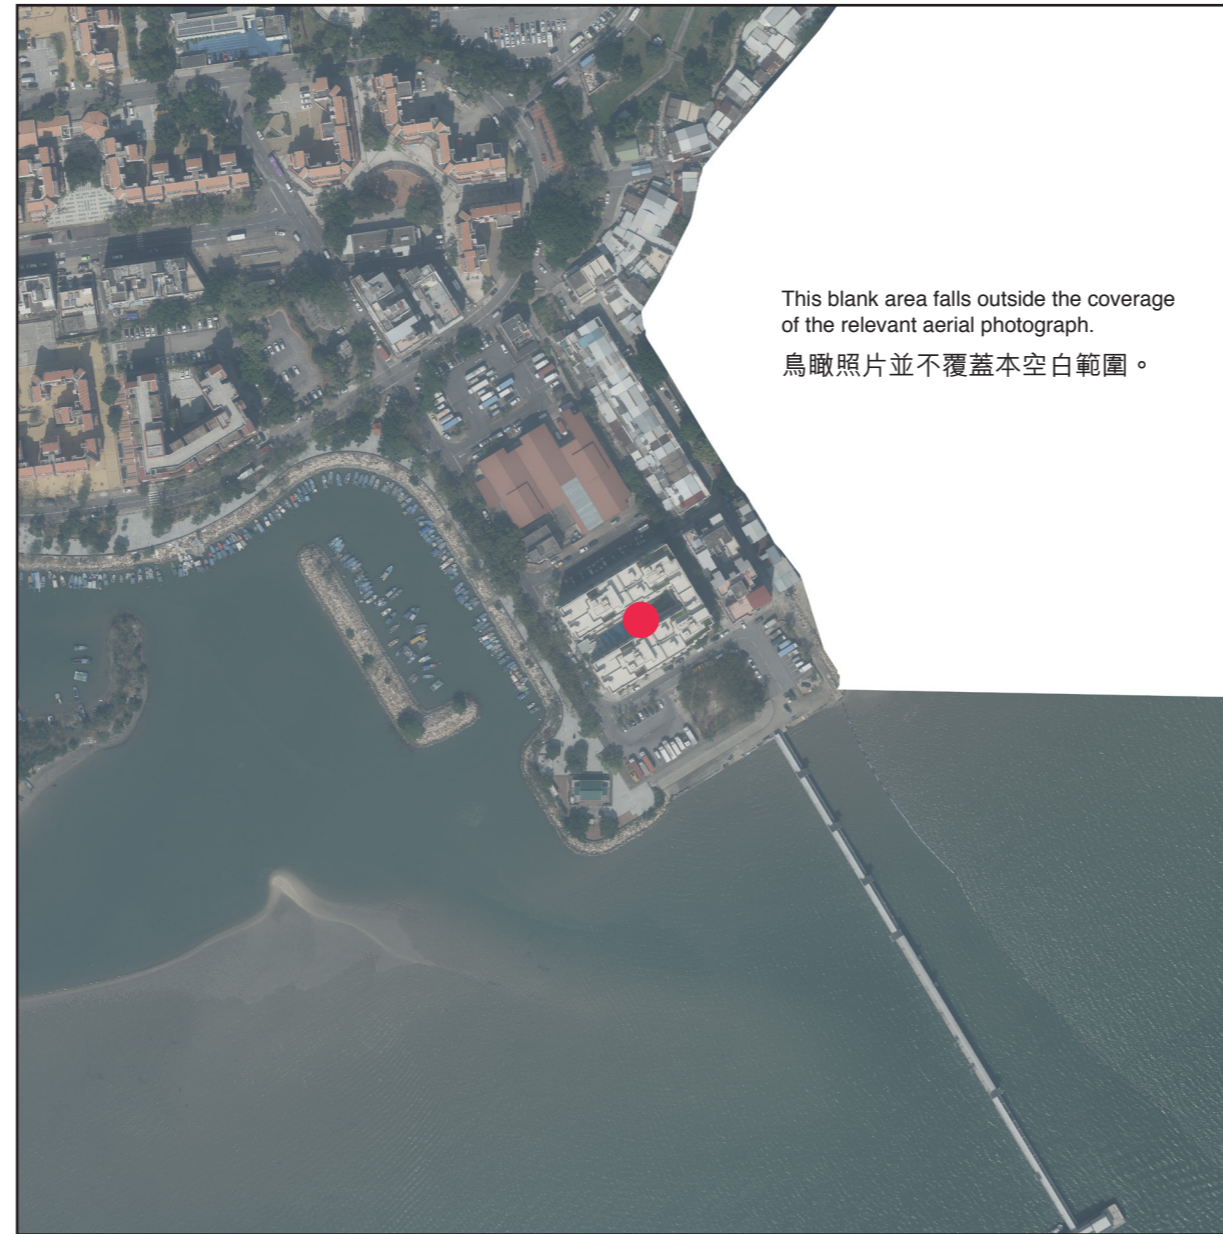 This blank area falls outside the coverage
of the relevant aerial photograph.
鳥瞰照片並不覆蓋本空白範圍。